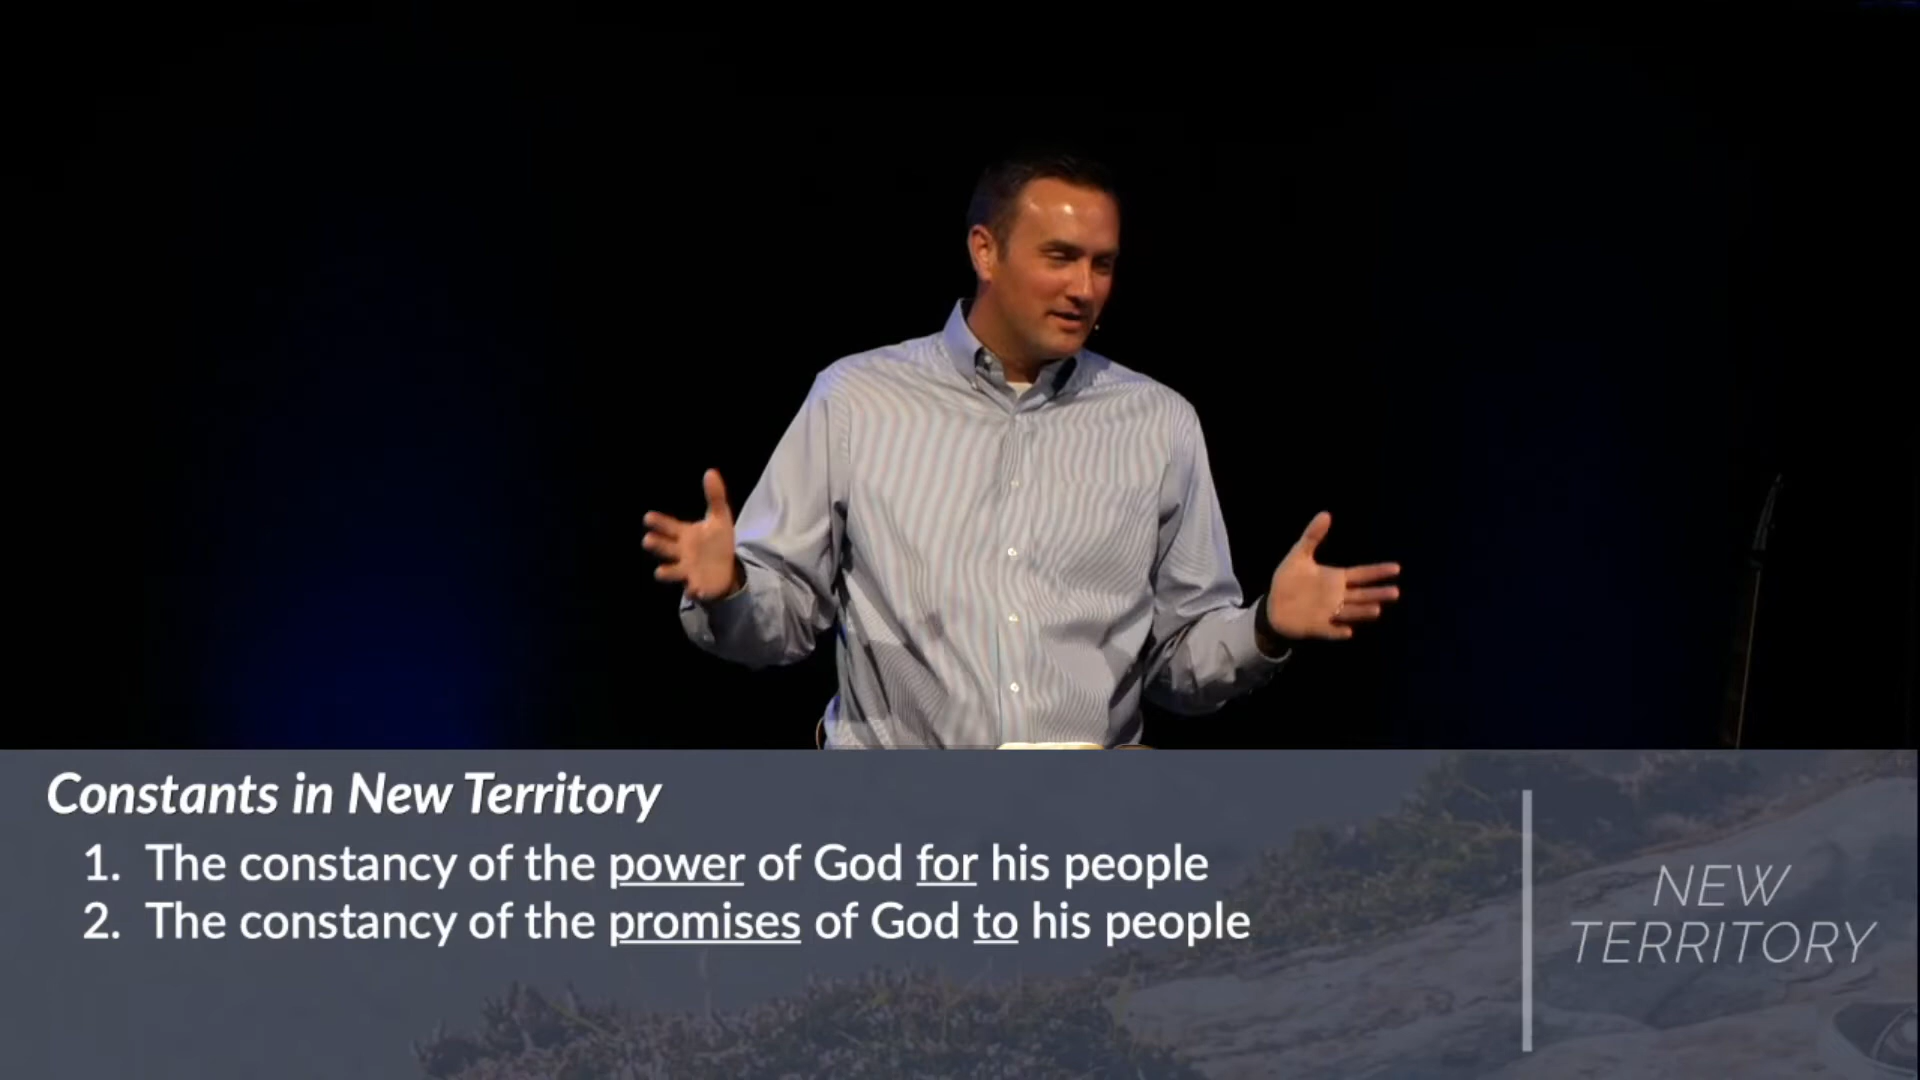 Constants in New Territory
1. The constancy of the power of God for his people
2. The constancy of the promises of God to his people
NEW
TERRITORY